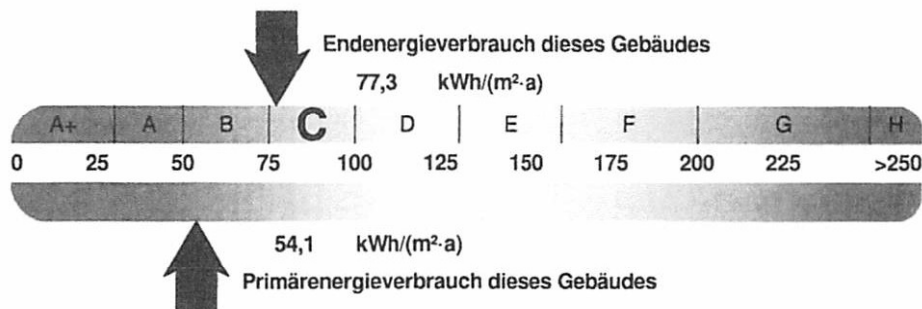 Endenergieverbrauch dieses Gebäudes
77,3 kWh/(m²·a)
A+ A B C D E F G H
0 25 50 75 100 125 150 175 200 225 >250
54,1 kWh/(m²·a)
Primärenergieverbrauch dieses Gebäudes